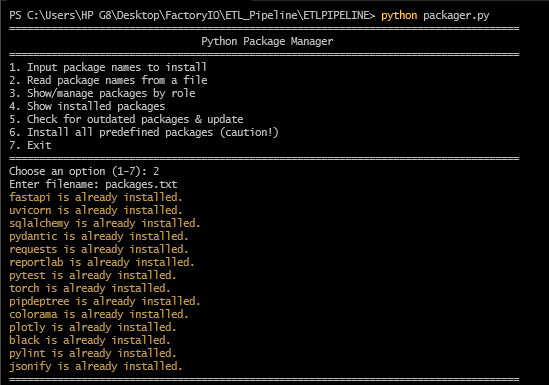 PS C:\Users\HP G8\Desktop\FactoryIO\ETL_Pipeline\ETLPIPELINE> python packager.py
================================================================================
Python Package Manager
================================================================================
1. Input package names to install
2. Read package names from a file
3. Show/manage packages by role
4. Show installed packages
5. Check for outdated packages & update
6. Install all predefined packages (caution!)
7. Exit
================================================================================
Choose an option (1-7): 2
Enter filename: packages.txt
fastapi is already installed.
uvicorn is already installed.
sqlalchemy is already installed.
pydantic is already installed.
requests is already installed.
reportlab is already installed.
pytest is already installed.
torch is already installed.
pipdeptree is already installed.
colorama is already installed.
plotly is already installed.
black is already installed.
pylint is already installed.
jsonify is already installed.
================================================================================